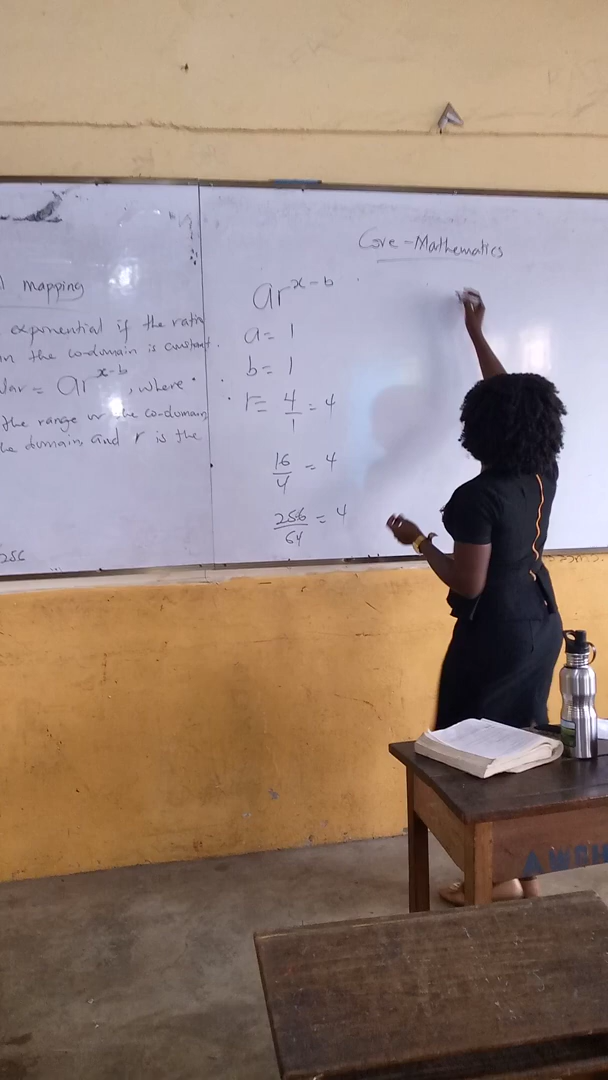 mapping
exponential if the ratio
in the co-domain is constant.
= ar^x-b, where
the range or the co-domain,
domain, and r is the
256
Core - Mathematics
ar^x-b
a = 1
b = 1
∴ r = 4/1 = 4
16/4 = 4
256/64 = 4
AWSH